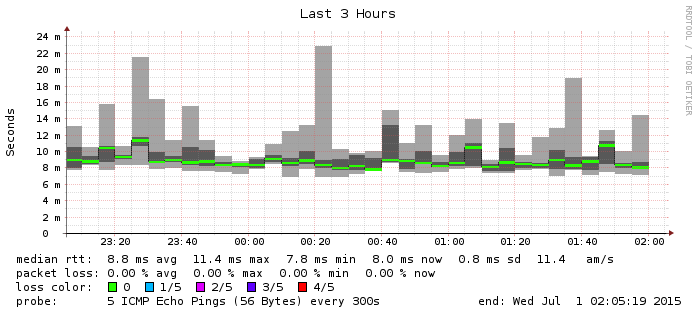 Last 3 Hours
RRDTOOL / TOBI OETIKER
Seconds
24 m
22 m
20 m
18 m
16 m
14 m
12 m
10 m
8 m
6 m
4 m
2 m
0
23:20 23:40 00:00 00:20 00:40 01:00 01:20 01:40 02:00
median rtt: 8.8 ms avg 11.4 ms max 7.8 ms min 8.0 ms now 0.8 ms sd 11.4 am/s
packet loss: 0.00 % avg 0.00 % max 0.00 % min 0.00 % now
loss color: 0 1/5 2/5 3/5 4/5
probe: 5 ICMP Echo Pings (56 Bytes) every 300s end: Wed Jul 1 02:05:19 2015